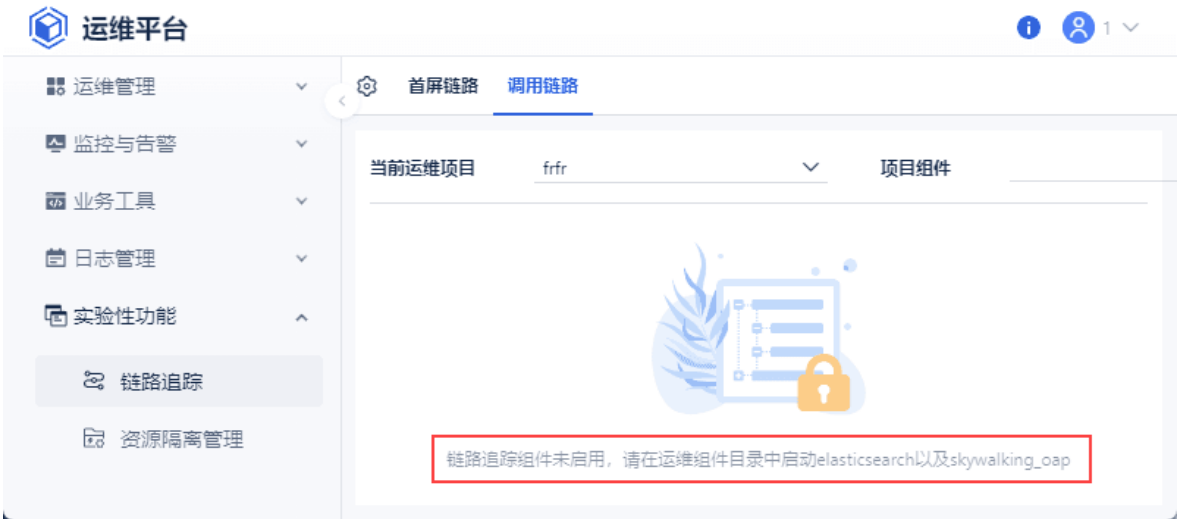 运维平台
1
运维管理
监控与告警
业务工具
日志管理
实验性功能
链路追踪
资源隔离管理
首屏链路 调用链路
当前运维项目 frfr 项目组件
链路追踪组件未启用，请在运维组件目录中启动elasticsearch以及skywalking_oap